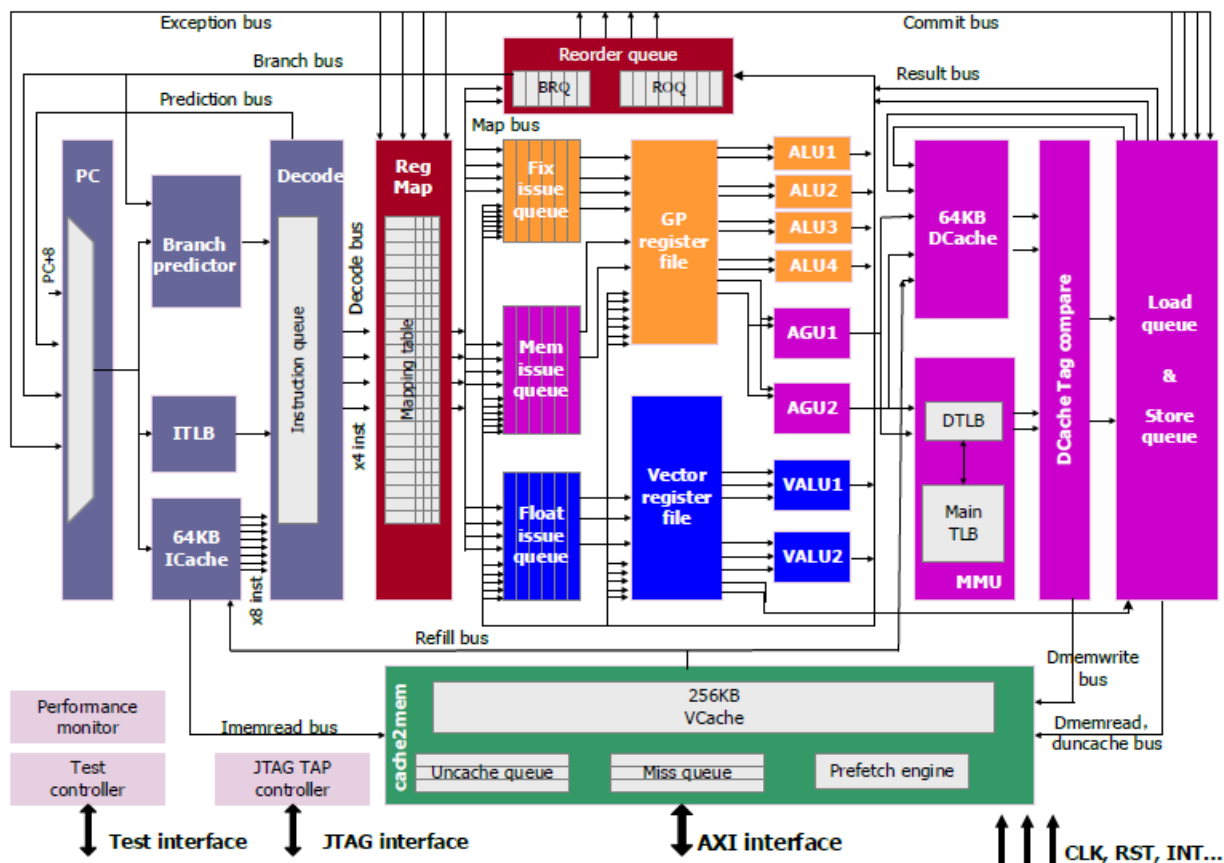 Exception bus
Commit bus
Reorder queue
BRQ
ROQ
Branch bus
Result bus
Prediction bus
Map bus
PC
PC+8
Branch
predictor
ITLB
64KB
ICache
x8 inst
Decode
Instruction queue
Decode bus
x4 inst
Reg
Map
Mapping table
Fix
issue
queue
Mem
issue
queue
Float
issue
queue
GP
register
file
Vector
register
file
ALU1
ALU2
ALU3
ALU4
AGU1
AGU2
VALU1
VALU2
64KB
DCache
DTLB
Main
TLB
MMU
DCache Tag compare
Load
queue
&
Store
queue
Refill bus
Dmemwrite
bus
Imemread bus
Dmemread,
duncache bus
cache2mem
256KB
VCache
Uncache queue
Miss queue
Prefetch engine
Performance
monitor
Test
controller
JTAG TAP
controller
Test interface
JTAG interface
AXI interface
CLK, RST, INT...